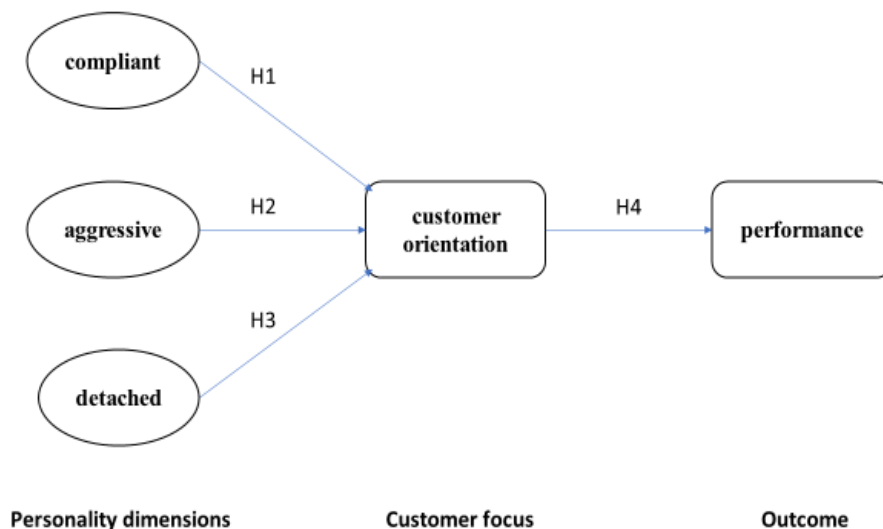 compliant
H1
aggressive
H2
customer
orientation
H4
performance
H3
detached
Personality dimensions
Customer focus
Outcome